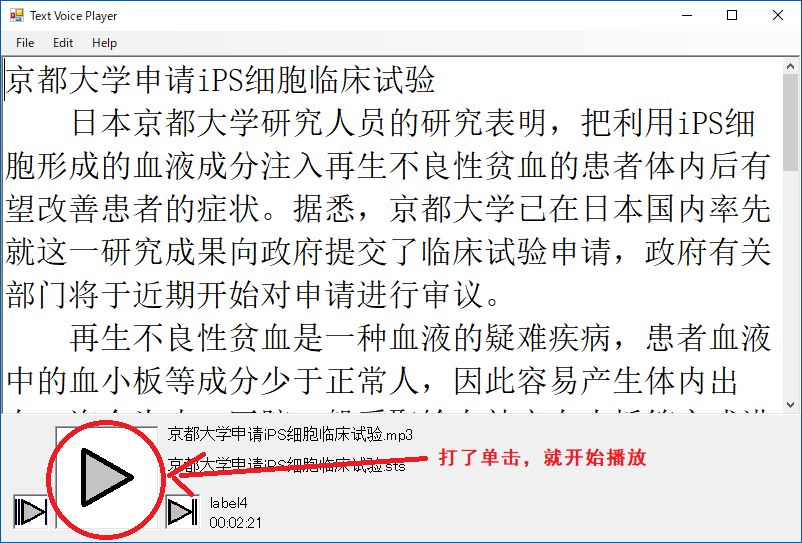 Text Voice Player
File Edit Help
京都大学申请iPS细胞临床试验
日本京都大学研究人员的研究表明，把利用iPS细
胞形成的血液成分注入再生不良性贫血的患者体内后有
望改善患者的症状。据悉，京都大学已在日本国内率先
就这一研究成果向政府提交了临床试验申请，政府有关
部门将于近期开始对申请进行审议。
再生不良性贫血是一种血液的疑难疾病，患者血液
中的血小板等成分少于正常人，因此容易产生体内出
京都大学申请iPS细胞临床试验.mp3
京都大学申请iPS细胞临床试验.sts
打了单击，就开始播放
label4
00:02:21